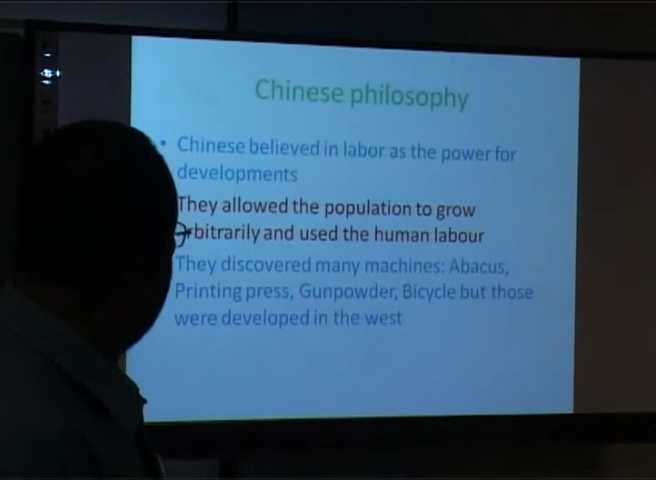 Chinese philosophy
• Chinese believed in labor as the power for
developments
They allowed the population to grow
arbitrarily and used the human labour
They discovered many machines: Abacus,
Printing press, Gunpowder, Bicycle but those
were developed in the west